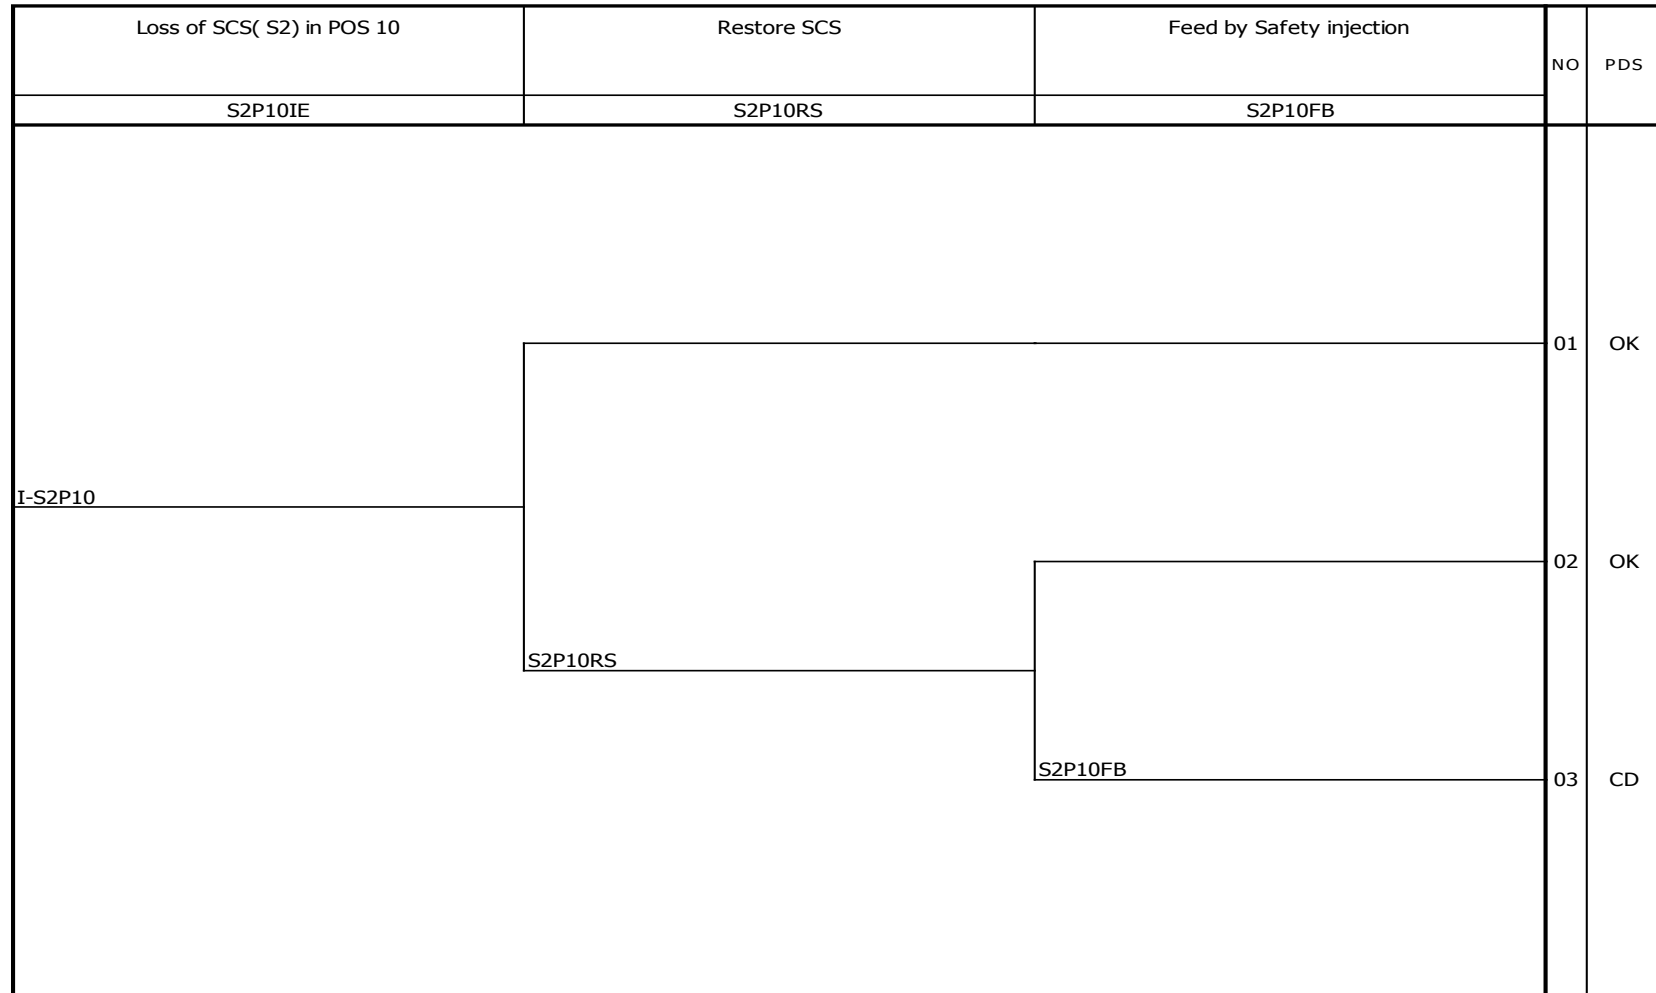 Loss of SCS( S2) in POS 10
Restore SCS
Feed by Safety injection
NO
PDS
S2P10IE
S2P10RS
S2P10FB
01
OK
I-S2P10
02
OK
S2P10RS
S2P10FB
03
CD